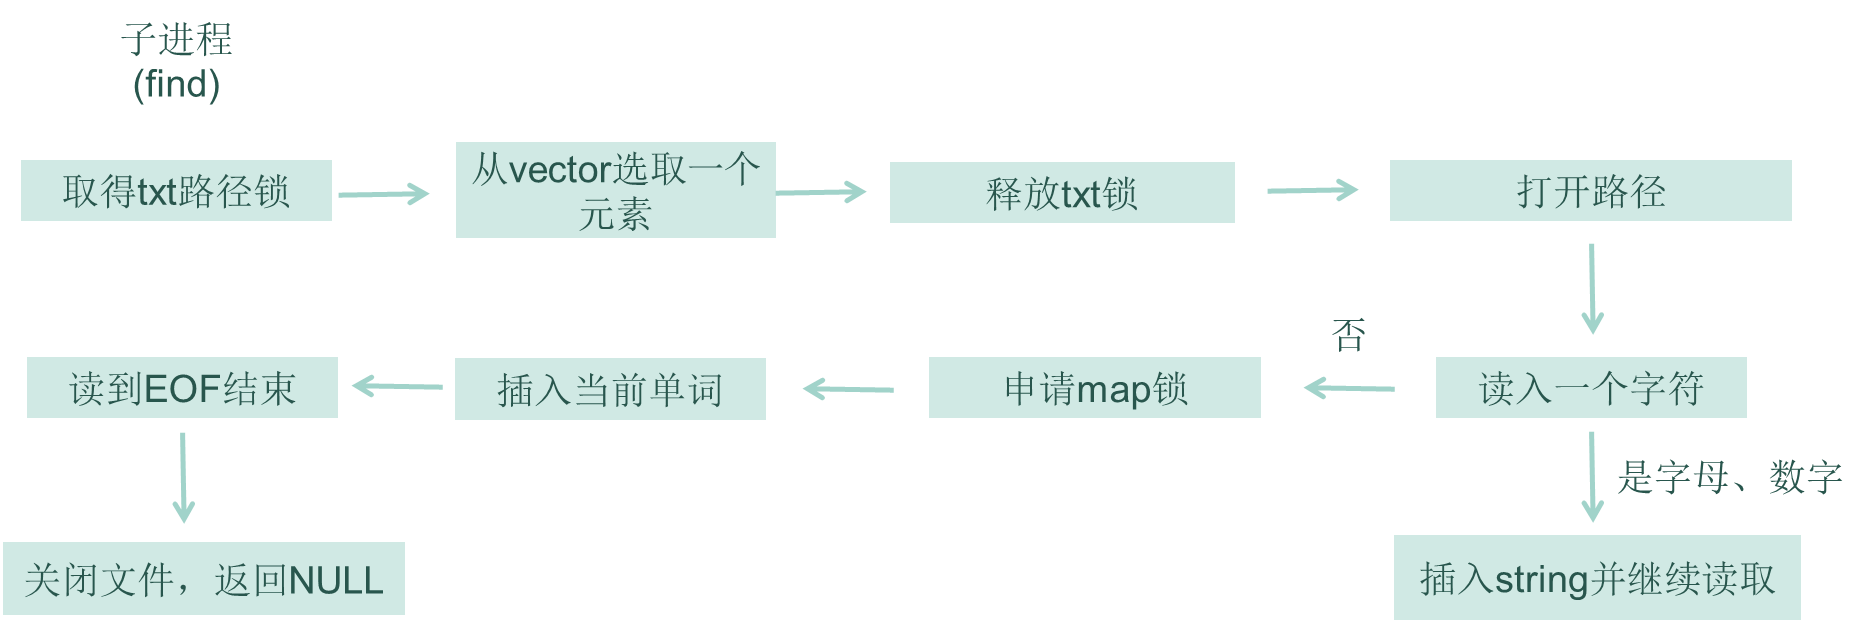 子进程
(find)
取得txt路径锁
从vector选取一个
元素
释放txt锁
打开路径
否
读到EOF结束
插入当前单词
申请map锁
读入一个字符
是字母、数字
关闭文件，返回NULL
插入string并继续读取